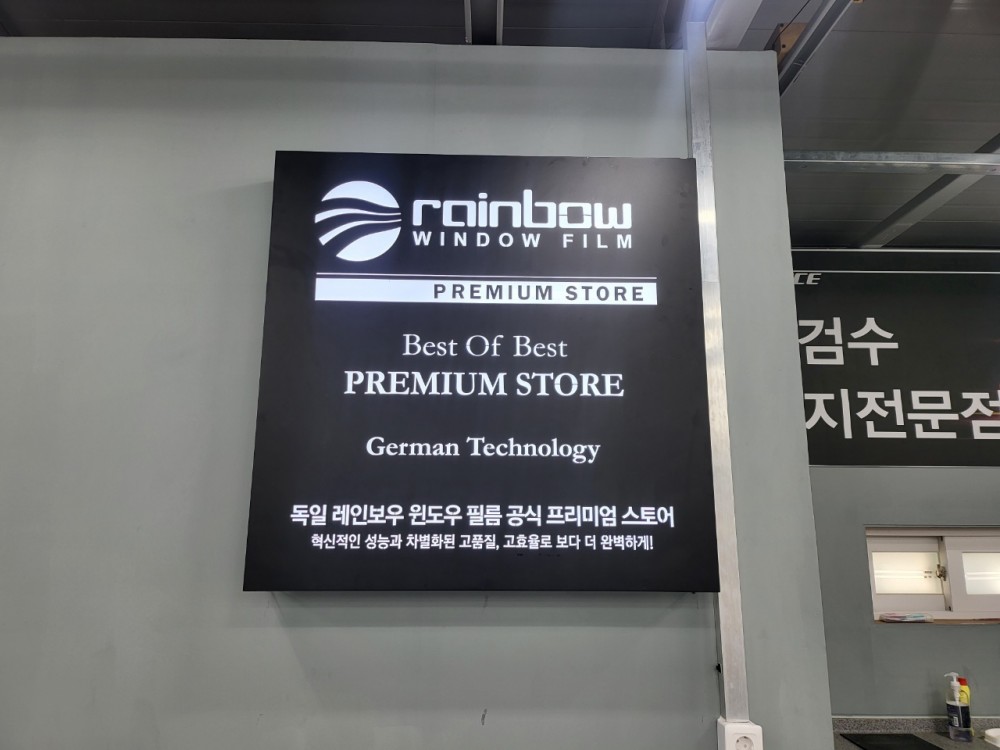 rainbow
WINDOW FILM
PREMIUM STORE
Best Of Best
PREMIUM STORE
German Technology
독일 레인보우 윈도우 필름 공식 프리미엄 스토어
혁신적인 성능과 차별화된 고품질, 고효율로 보다 더 완벽하게!
CE
검수
지전문점